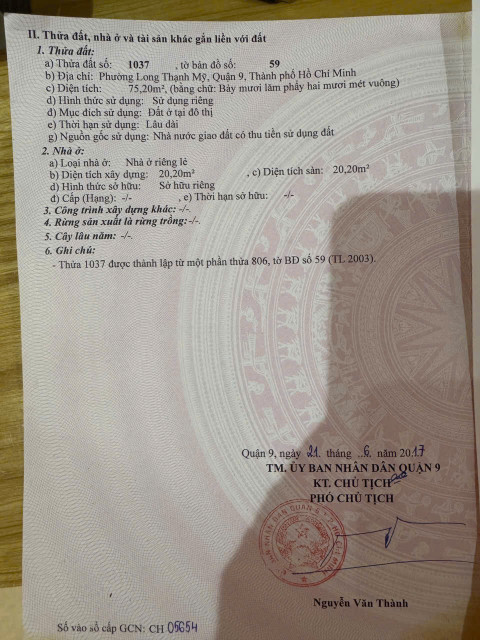 II. Thửa đất, nhà ở và tài sản khác gắn liền với đất
1. Thửa đất:
a) Thửa đất số: 1037 , tờ bản đồ số: 59
b) Địa chỉ: Phường Long Thạnh Mỹ, Quận 9, Thành phố Hồ Chí Minh
c) Diện tích: 75,20m², (bằng chữ: Bảy mươi lăm phẩy hai mươi mét vuông)
d) Hình thức sử dụng: Sử dụng riêng
đ) Mục đích sử dụng: Đất ở tại đô thị
e) Thời hạn sử dụng: Lâu dài
g) Nguồn gốc sử dụng: Nhà nước giao đất có thu tiền sử dụng đất
2. Nhà ở:
a) Loại nhà ở: Nhà ở riêng lẻ
b) Diện tích xây dựng: 20,20m² , c) Diện tích sàn: 20,20m²
d) Hình thức sở hữu: Sở hữu riêng
đ) Cấp (Hạng): -/- , e) Thời hạn sở hữu: -/-
3. Công trình xây dựng khác: -/-.
4. Rừng sản xuất là rừng trồng: -/-.
5. Cây lâu năm: -/-.
6. Ghi chú:
- Thửa 1037 được thành lập từ một phần thửa 806, tờ BĐ số 59 (TL 2003).
Quận 9, ngày 21. tháng ..6. năm 2017
TM. ỦY BAN NHÂN DÂN QUẬN 9
KT. CHỦ TỊCH
PHÓ CHỦ TỊCH
Nguyễn Văn Thành
Số vào sổ cấp GCN: CH 05654